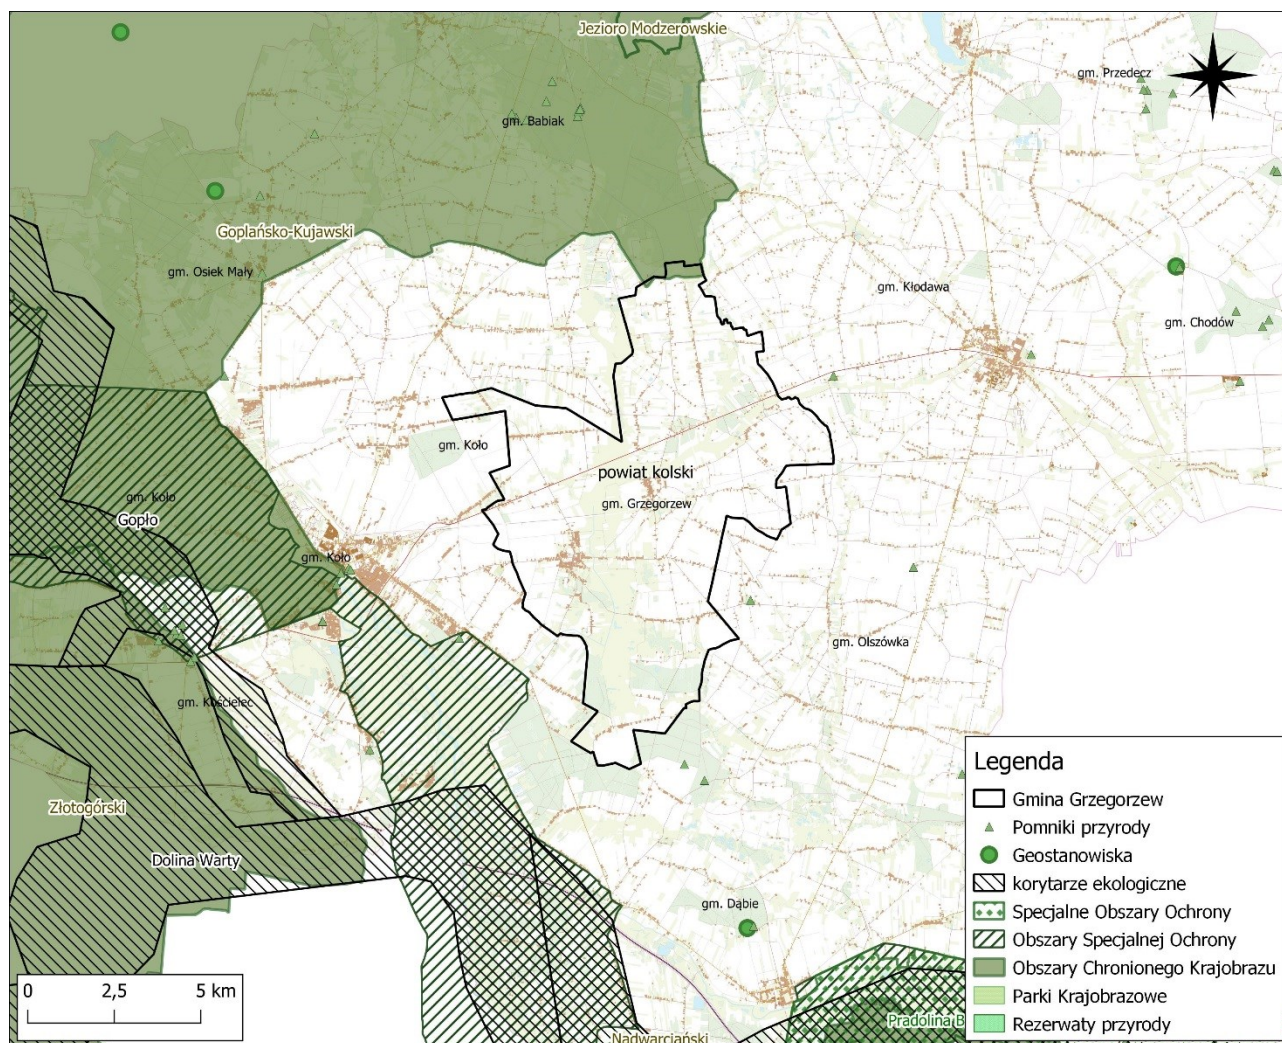 Jezioro Modzerowskie
gm. Przedecz
gm. Babiak
Goplańsko-Kujawski
gm. Osiek Mały
gm. Kłodawa
gm. Chodów
gm. Koło
powiat kolski
gm. Koło
gm. Grzegorzew
Gopło
gm. Koło
gm. Olszówka
gm. Kościelec
Złotogórski
Dolina Warty
gm. Dąbie
Pradolina B
Nadwarciański
0 2,5 5 km
Legenda
Gmina Grzegorzew
Pomniki przyrody
Geostanowiska
korytarze ekologiczne
Specjalne Obszary Ochrony
Obszary Specjalnej Ochrony
Obszary Chronionego Krajobrazu
Parki Krajobrazowe
Rezerwaty przyrody